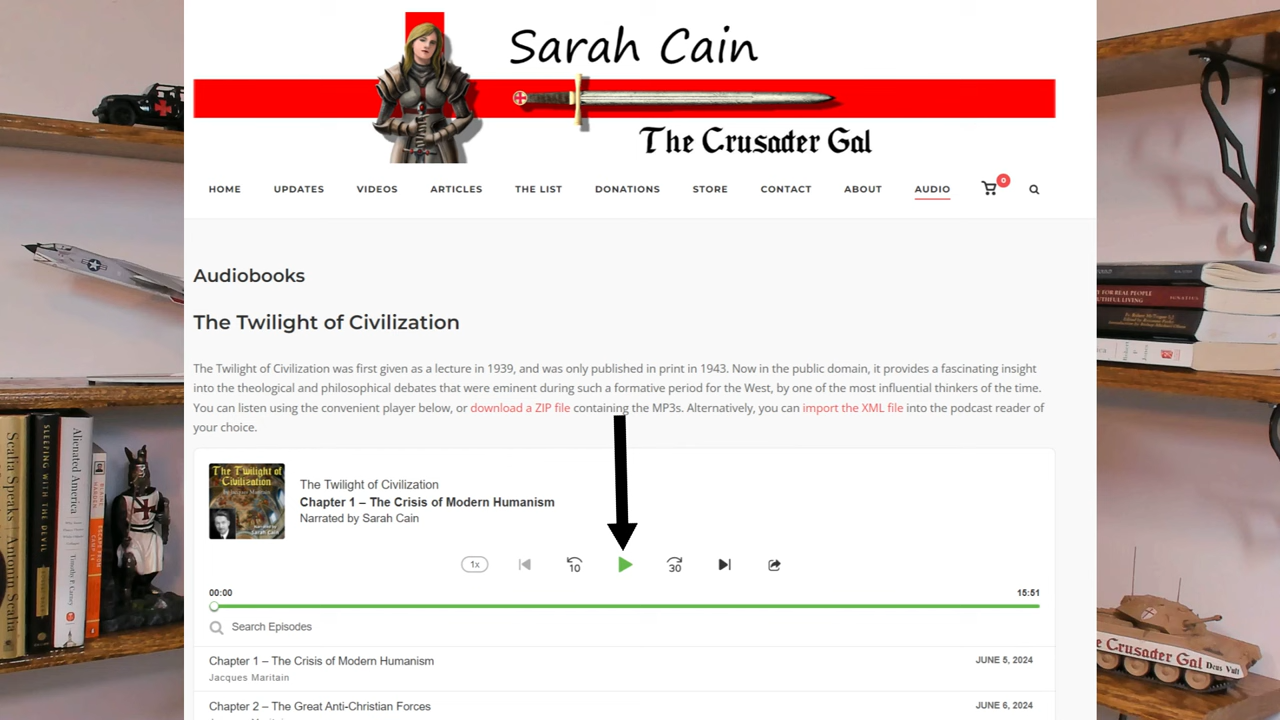 Sarah Cain
The Crusader Gal
HOME UPDATES VIDEOS ARTICLES THE LIST DONATIONS STORE CONTACT ABOUT AUDIO 0
Audiobooks
The Twilight of Civilization
The Twilight of Civilization was first given as a lecture in 1939, and was only published in print in 1943. Now in the public domain, it provides a fascinating insight
into the theological and philosophical debates that were eminent during such a formative period for the West, by one of the most influential thinkers of the time.
You can listen using the convenient player below, or download a ZIP file containing the MP3s. Alternatively, you can import the XML file into the podcast reader of
your choice.
The Twilight of
Civilization
The Twilight of Civilization
Chapter 1 – The Crisis of Modern Humanism
Narrated by Sarah Cain
1x 10 30
00:00 15:51
Search Episodes
Chapter 1 – The Crisis of Modern Humanism JUNE 5, 2024
Jacques Maritain
Chapter 2 – The Great Anti-Christian Forces JUNE 6, 2024
Scalia Speaks Antonin Scalia
SLEEPING WITH THE DEVIL
Alienated America Timothy P. Carney
FOR REAL PEOPLE
The Crusader Gal Deus Vult